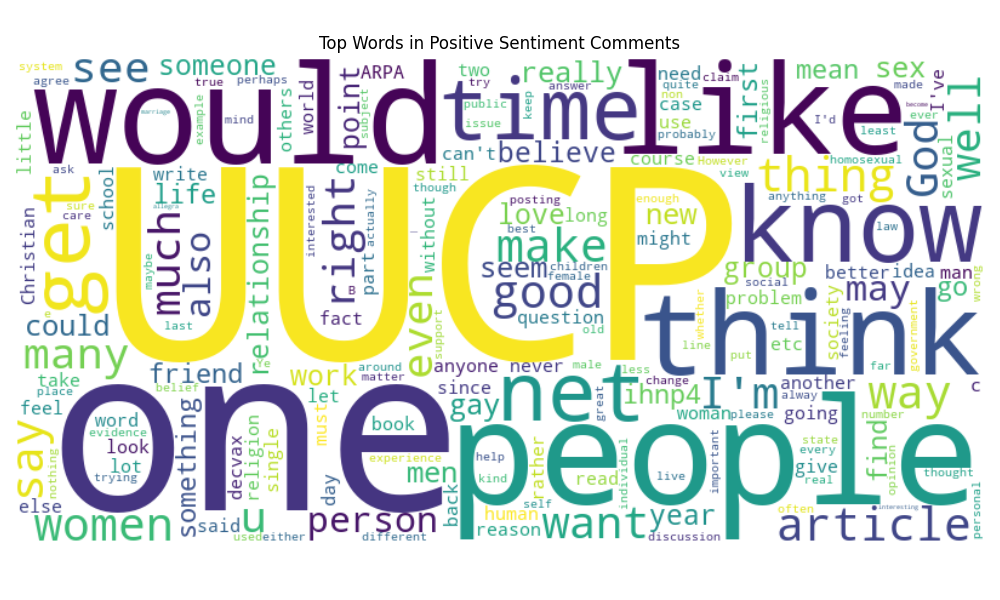 Top Words in Positive Sentiment Comments
system
agree
see
someone
true
perhaps
would
example
mind
others
world
point
ARPA
subject
two
try
public
issue
answer
keep
really
time
need
quite
non
case
use
probably
claim
first
religious
like
mean
sex
made
become
I'd
ever
least
I've
little
marriage
can't
believe
course
However
view
homosexual
God
sexual
well
ask
get
sure
care
school
write
life
come
still
though
thing
anything
got
law
Christian
maybe
allegra
much
also
relationship
interested
right
B
part
actually
without
UUCP
posting
love
long
best
make
enough
new
might
know
seem
children
female
good
question
old
group
social
problem
better
idea
man
may
go
wrong
e
could
last
fact
even
support
think
whether
line
put
tell
etc
society
feeling
government
far
many
friend
work
around
matter
anyone
never
male
less
since
net
great
change
ihnp4
woman
please
I'm
another
alway
going
way
number
c
take
place
feel
belief
let
must
book
gay
say
nothing
word
evidence
look
lot
trying
something
decvax
religion
single
one
experience
men
back
day
help
kind
self
people
rather
read
individual
live
important
state
every
give
real
find
opinion
thought
personal
else
women
said
u
used
either
person
different
human
reason
want
year
discussion
often
interesting
article